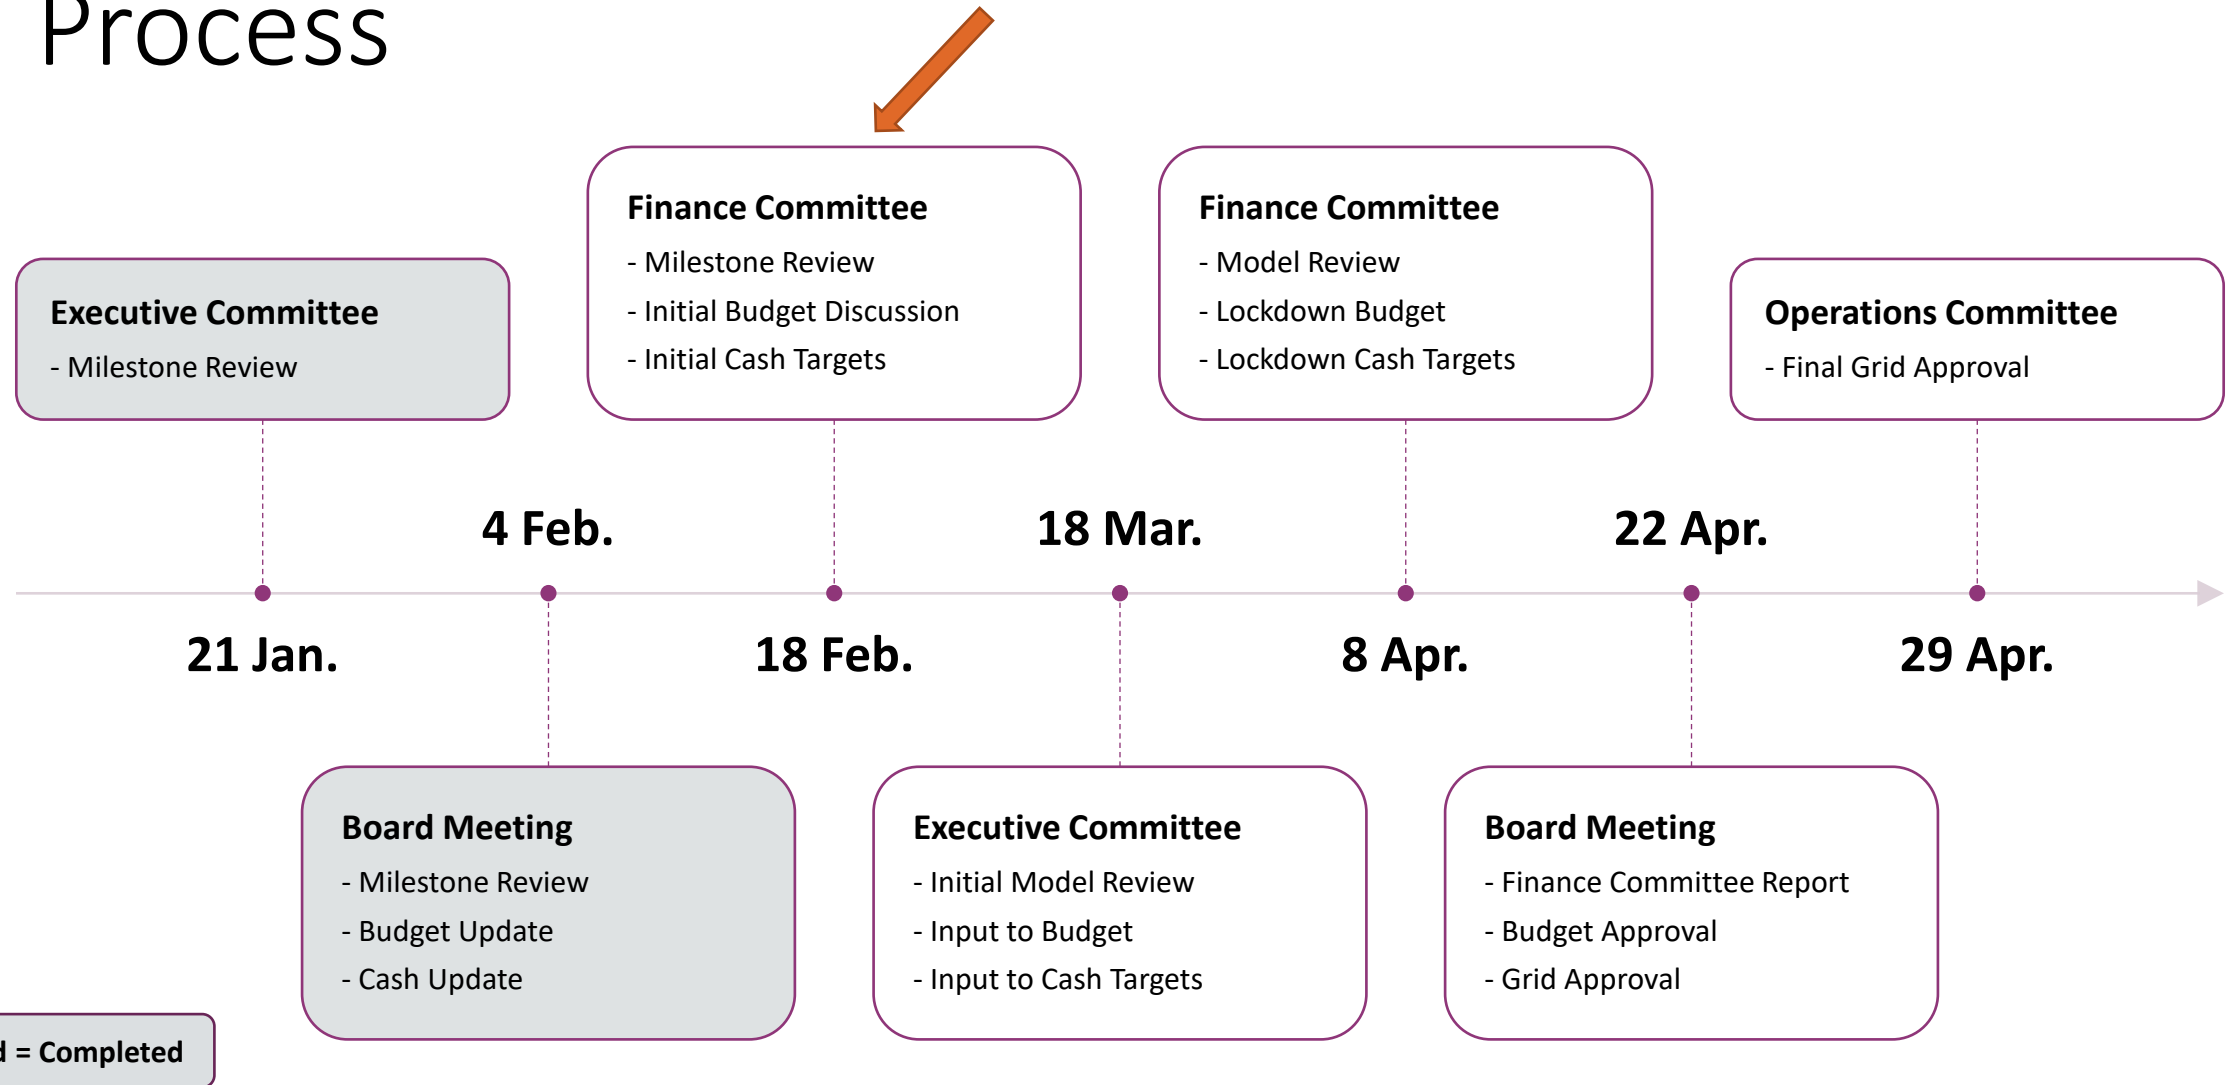 Process
Finance Committee
- Milestone Review
- Initial Budget Discussion
- Initial Cash Targets
Finance Committee
- Model Review
- Lockdown Budget
- Lockdown Cash Targets
Executive Committee
- Milestone Review
Operations Committee
- Final Grid Approval
4 Feb.
18 Mar.
22 Apr.
21 Jan.
18 Feb.
8 Apr.
29 Apr.
Board Meeting
- Milestone Review
- Budget Update
- Cash Update
Executive Committee
- Initial Model Review
- Input to Budget
- Input to Cash Targets
Board Meeting
- Finance Committee Report
- Budget Approval
- Grid Approval
= Completed